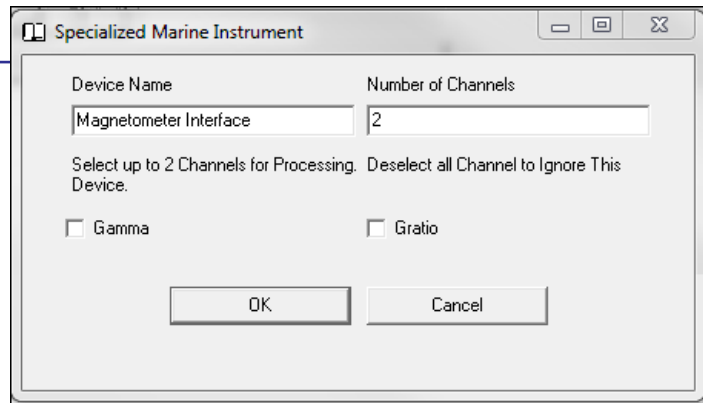 Specialized Marine Instrument
Device Name
Number of Channels
Magnetometer Interface
2
Select up to 2 Channels for Processing. Deselect all Channel to Ignore This
Device.
Gamma
Gratio
OK
Cancel